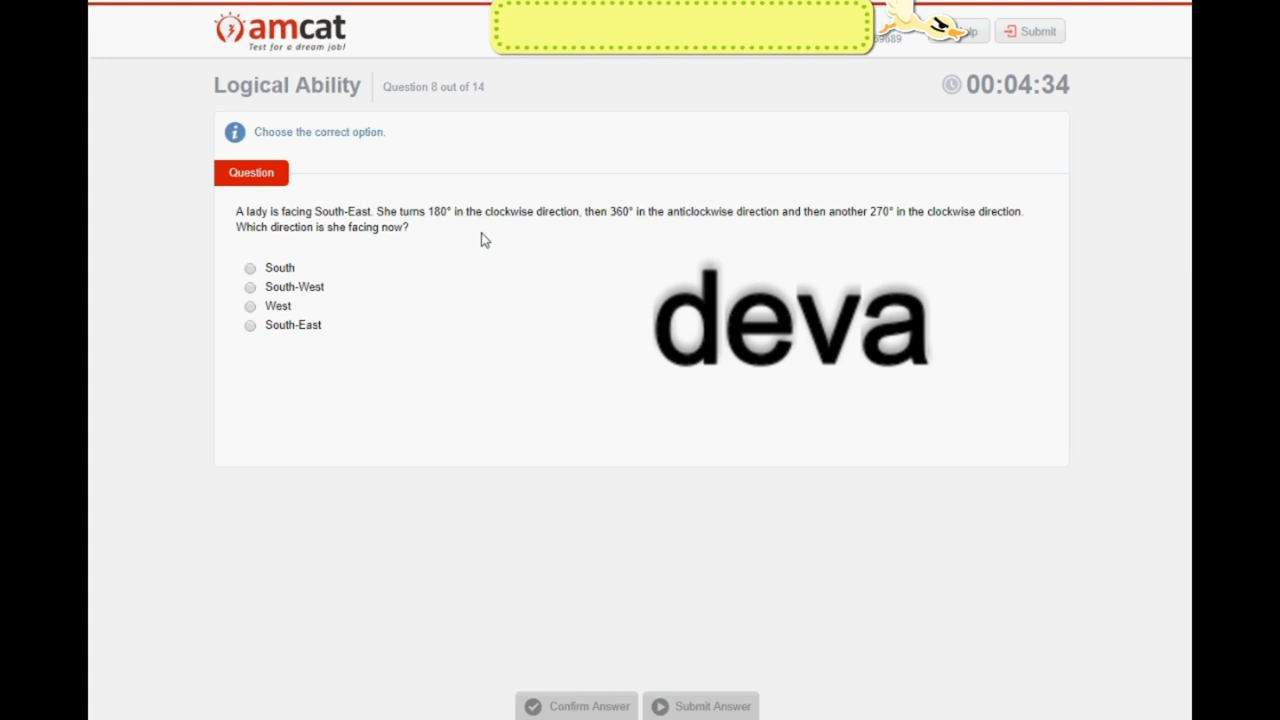 amcat
Test for a dream job!
Submit
Logical Ability
Question 8 out of 14
00:04:34
Choose the correct option.
Question
A lady is facing South-East. She turns 180° in the clockwise direction, then 360° in the anticlockwise direction and then another 270° in the clockwise direction.
Which direction is she facing now?
South
South-West
West
South-East
deva
Confirm Answer
Submit Answer